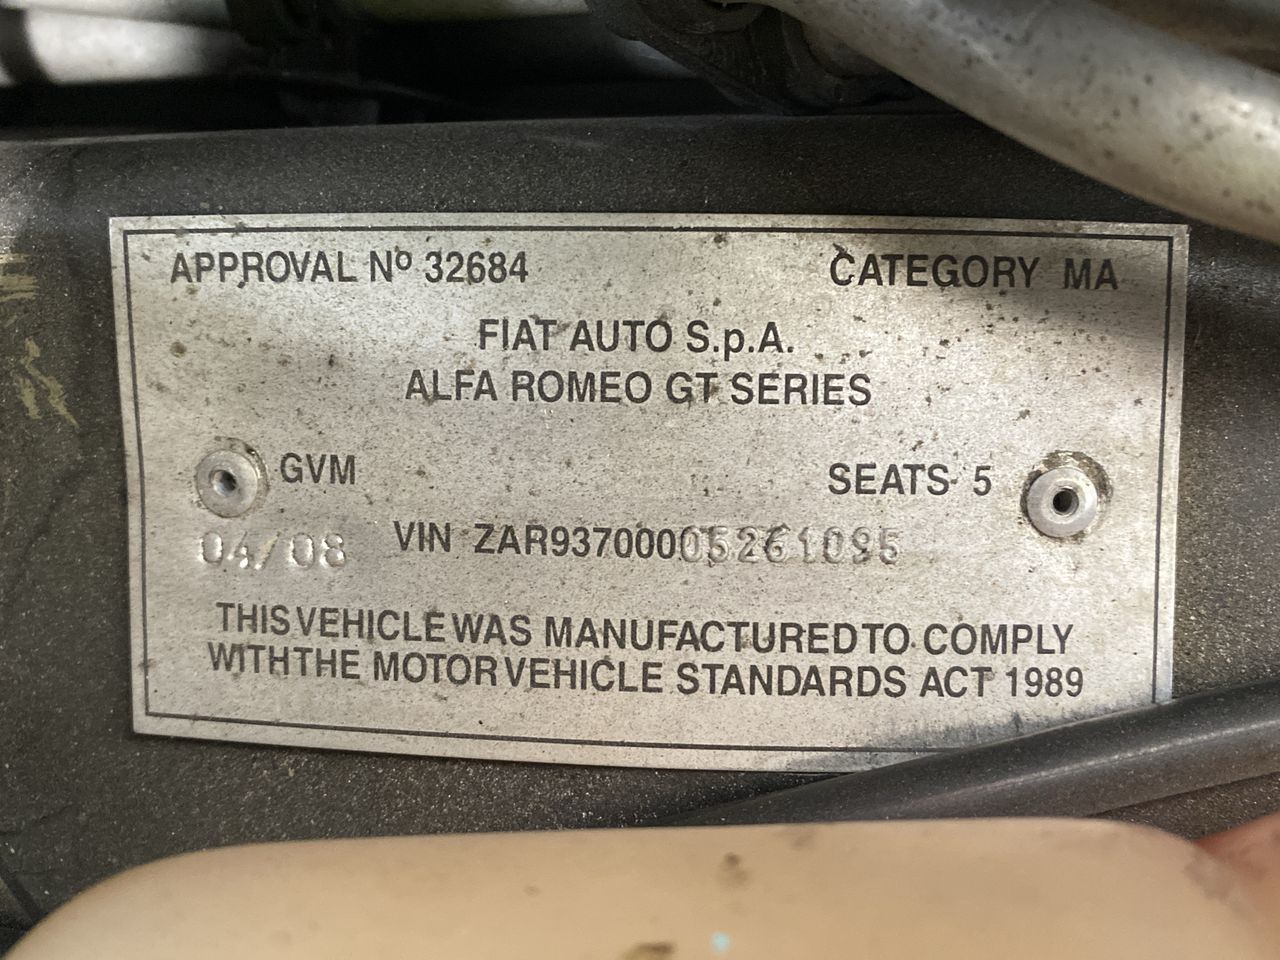 APPROVAL Nº 32684 CATEGORY MA
FIAT AUTO S.p.A.
ALFA ROMEO GT SERIES
GVM SEATS 5
04/08 VIN ZAR93700005261095
THIS VEHICLE WAS MANUFACTURED TO COMPLY
WITH THE MOTOR VEHICLE STANDARDS ACT 1989